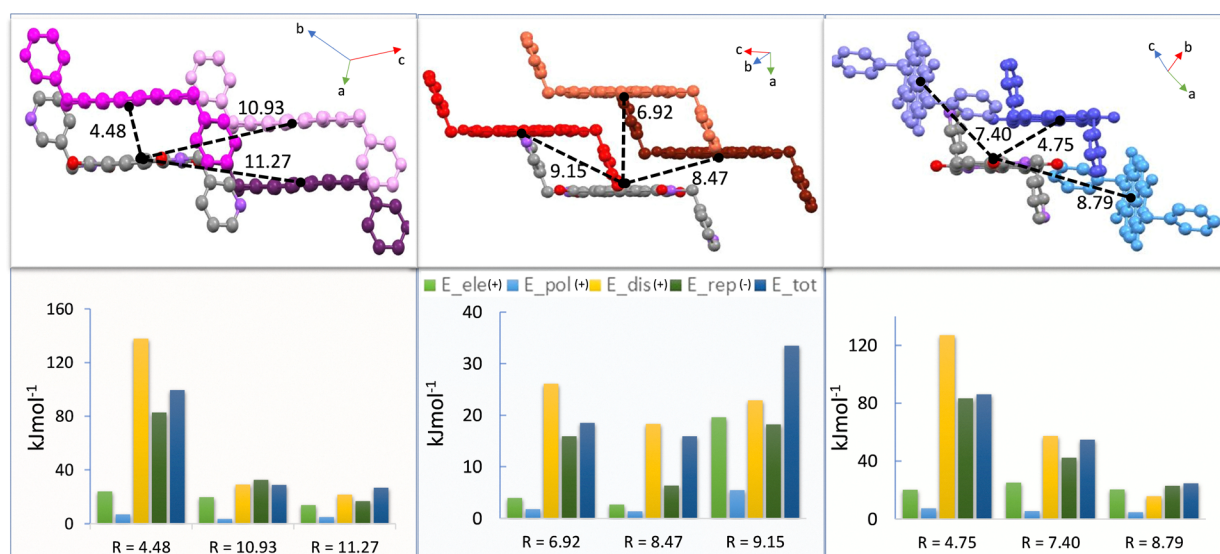 b
c
a
4.48
10.93
11.27
c
b
a
6.92
9.15
8.47
c
b
a
7.40
4.75
8.79
160
120
80
40
0
kJmol-1
R = 4.48 R = 10.93 R = 11.27
E_ele(+) E_pol(+) E_dis(+) E_rep(-) E_tot
40
30
20
10
0
kJmol-1
R = 6.92 R = 8.47 R = 9.15
120
80
40
0
kJmol-1
R = 4.75 R = 7.40 R = 8.79